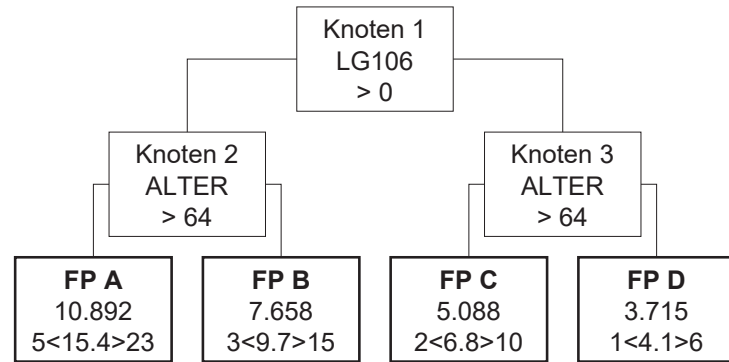 Knoten 1
LG106
> 0
Knoten 2
ALTER
> 64
Knoten 3
ALTER
> 64
FP A
10.892
5<15.4>23
FP B
7.658
3<9.7>15
FP C
5.088
2<6.8>10
FP D
3.715
1<4.1>6